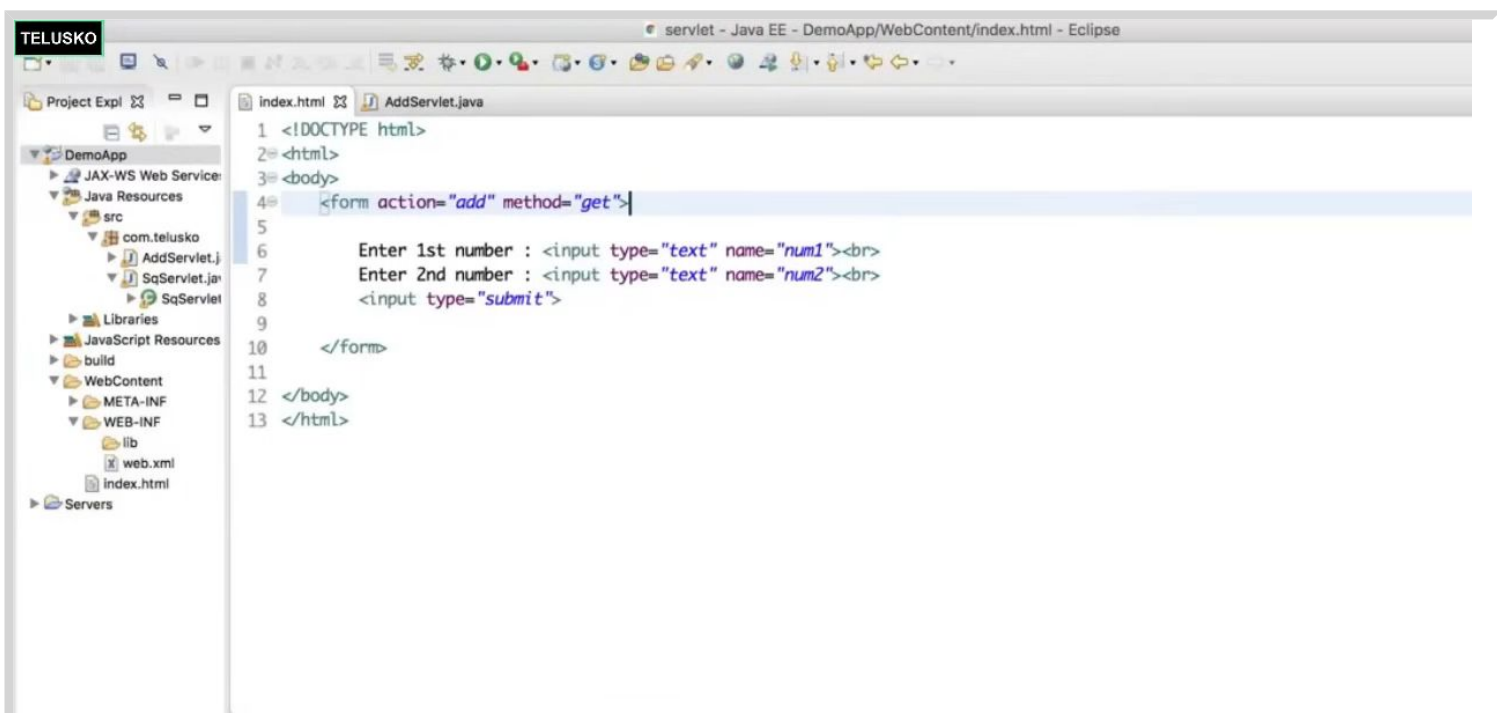 TELUSKO
servlet - Java EE - DemoApp/WebContent/index.html - Eclipse
Project Expl
index.html
AddServlet.java
DemoApp
JAX-WS Web Service
Java Resources
src
com.telusko
AddServlet.j
SqServlet.jav
SqServlet
Libraries
JavaScript Resources
build
WebContent
META-INF
WEB-INF
lib
web.xml
index.html
Servers
1 <!DOCTYPE html>
2 <html>
3 <body>
4 <form action="add" method="get">
5
6 Enter 1st number : <input type="text" name="num1"><br>
7 Enter 2nd number : <input type="text" name="num2"><br>
8 <input type="submit">
9
10 </form>
11
12 </body>
13 </html>